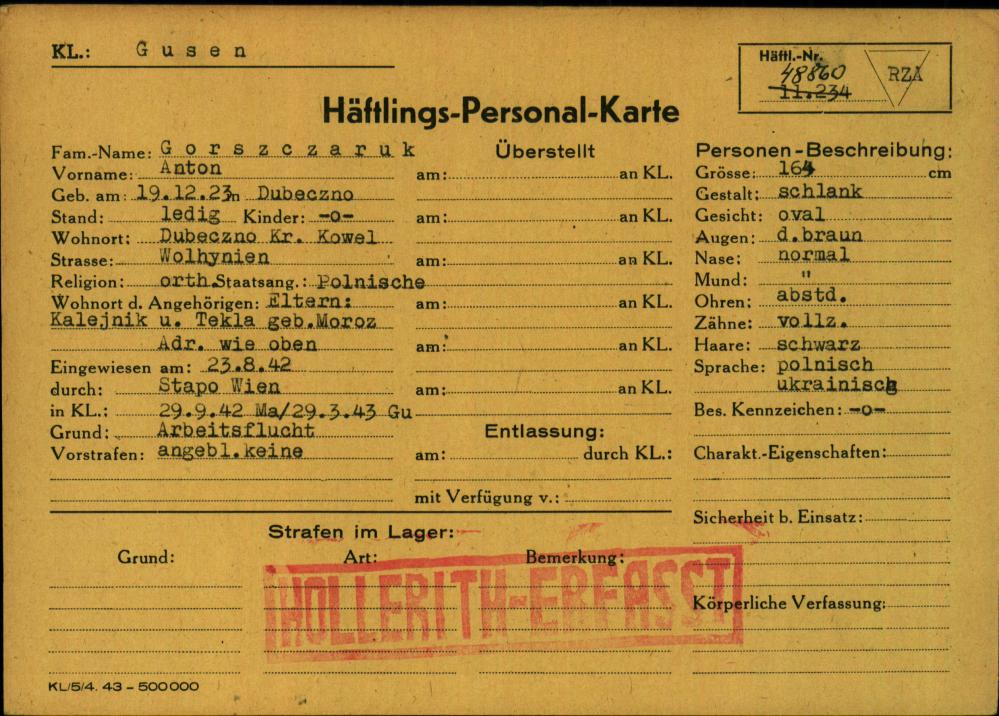 KL.: Gusen
Häftl.-Nr.
48860
11.234
RZA
Häftlings-Personal-Karte
Fam.-Name: Gorszczaruk
Vorname: Anton
Geb. am: 19.12.23 in Dubeczno
Stand: ledig Kinder: -o-
Wohnort: Dubeczno Kr. Kowel
Strasse: Wolhynien
Religion: orth. Staatsang.: Polnische
Wohnort d. Angehörigen: Eltern:
Kalejnik u. Tekla geb. Moroz
Adr. wie oben
Eingewiesen am: 23.8.42
durch: Stapo Wien
in KL.: 29.9.42 Ma/29.3.43 Gu
Grund: Arbeitsflucht
Vorstrafen: angebl. keine
Überstellt
am: an KL.
am: an KL.
am: an KL.
am: an KL.
am: an KL.
am: an KL.
Entlassung:
am: durch KL.:
mit Verfügung v.:
Personen-Beschreibung:
Grösse: 164 cm
Gestalt: schlank
Gesicht: oval
Augen: d.braun
Nase: normal
Mund: "
Ohren: abstd.
Zähne: vollz.
Haare: schwarz
Sprache: polnisch
ukrainisch
Bes. Kennzeichen: -o-
Charakt.-Eigenschaften:
Sicherheit b. Einsatz:
Körperliche Verfassung:
Strafen im Lager:
Grund: Art: Bemerkung:
HOLLERITH-ERFASST
KL/5/4. 43 - 500000